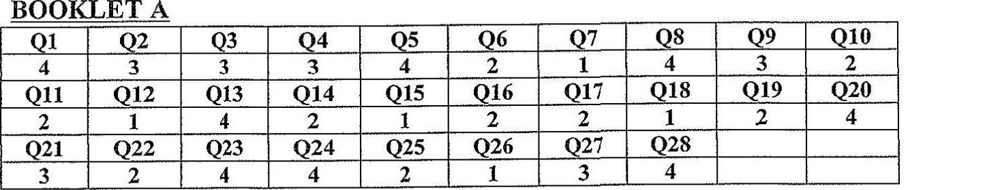 BOOKLET A
Q1 Q2 Q3 Q4 Q5 Q6 Q7 Q8 Q9 Q10
4 3 3 3 4 2 1 4 3 2
Q11 Q12 Q13 Q14 Q15 Q16 Q17 Q18 Q19 Q20
2 1 4 2 1 2 2 1 2 4
Q21 Q22 Q23 Q24 Q25 Q26 Q27 Q28
3 2 4 4 2 1 3 4